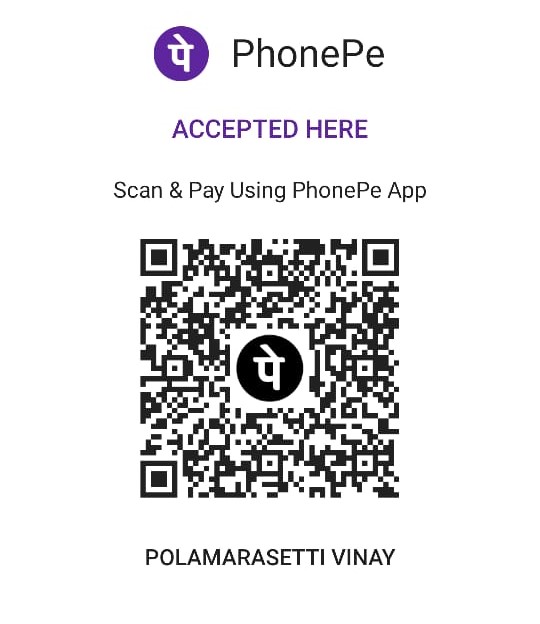 पे PhonePe
ACCEPTED HERE
Scan & Pay Using PhonePe App
पे
POLAMARASETTI VINAY